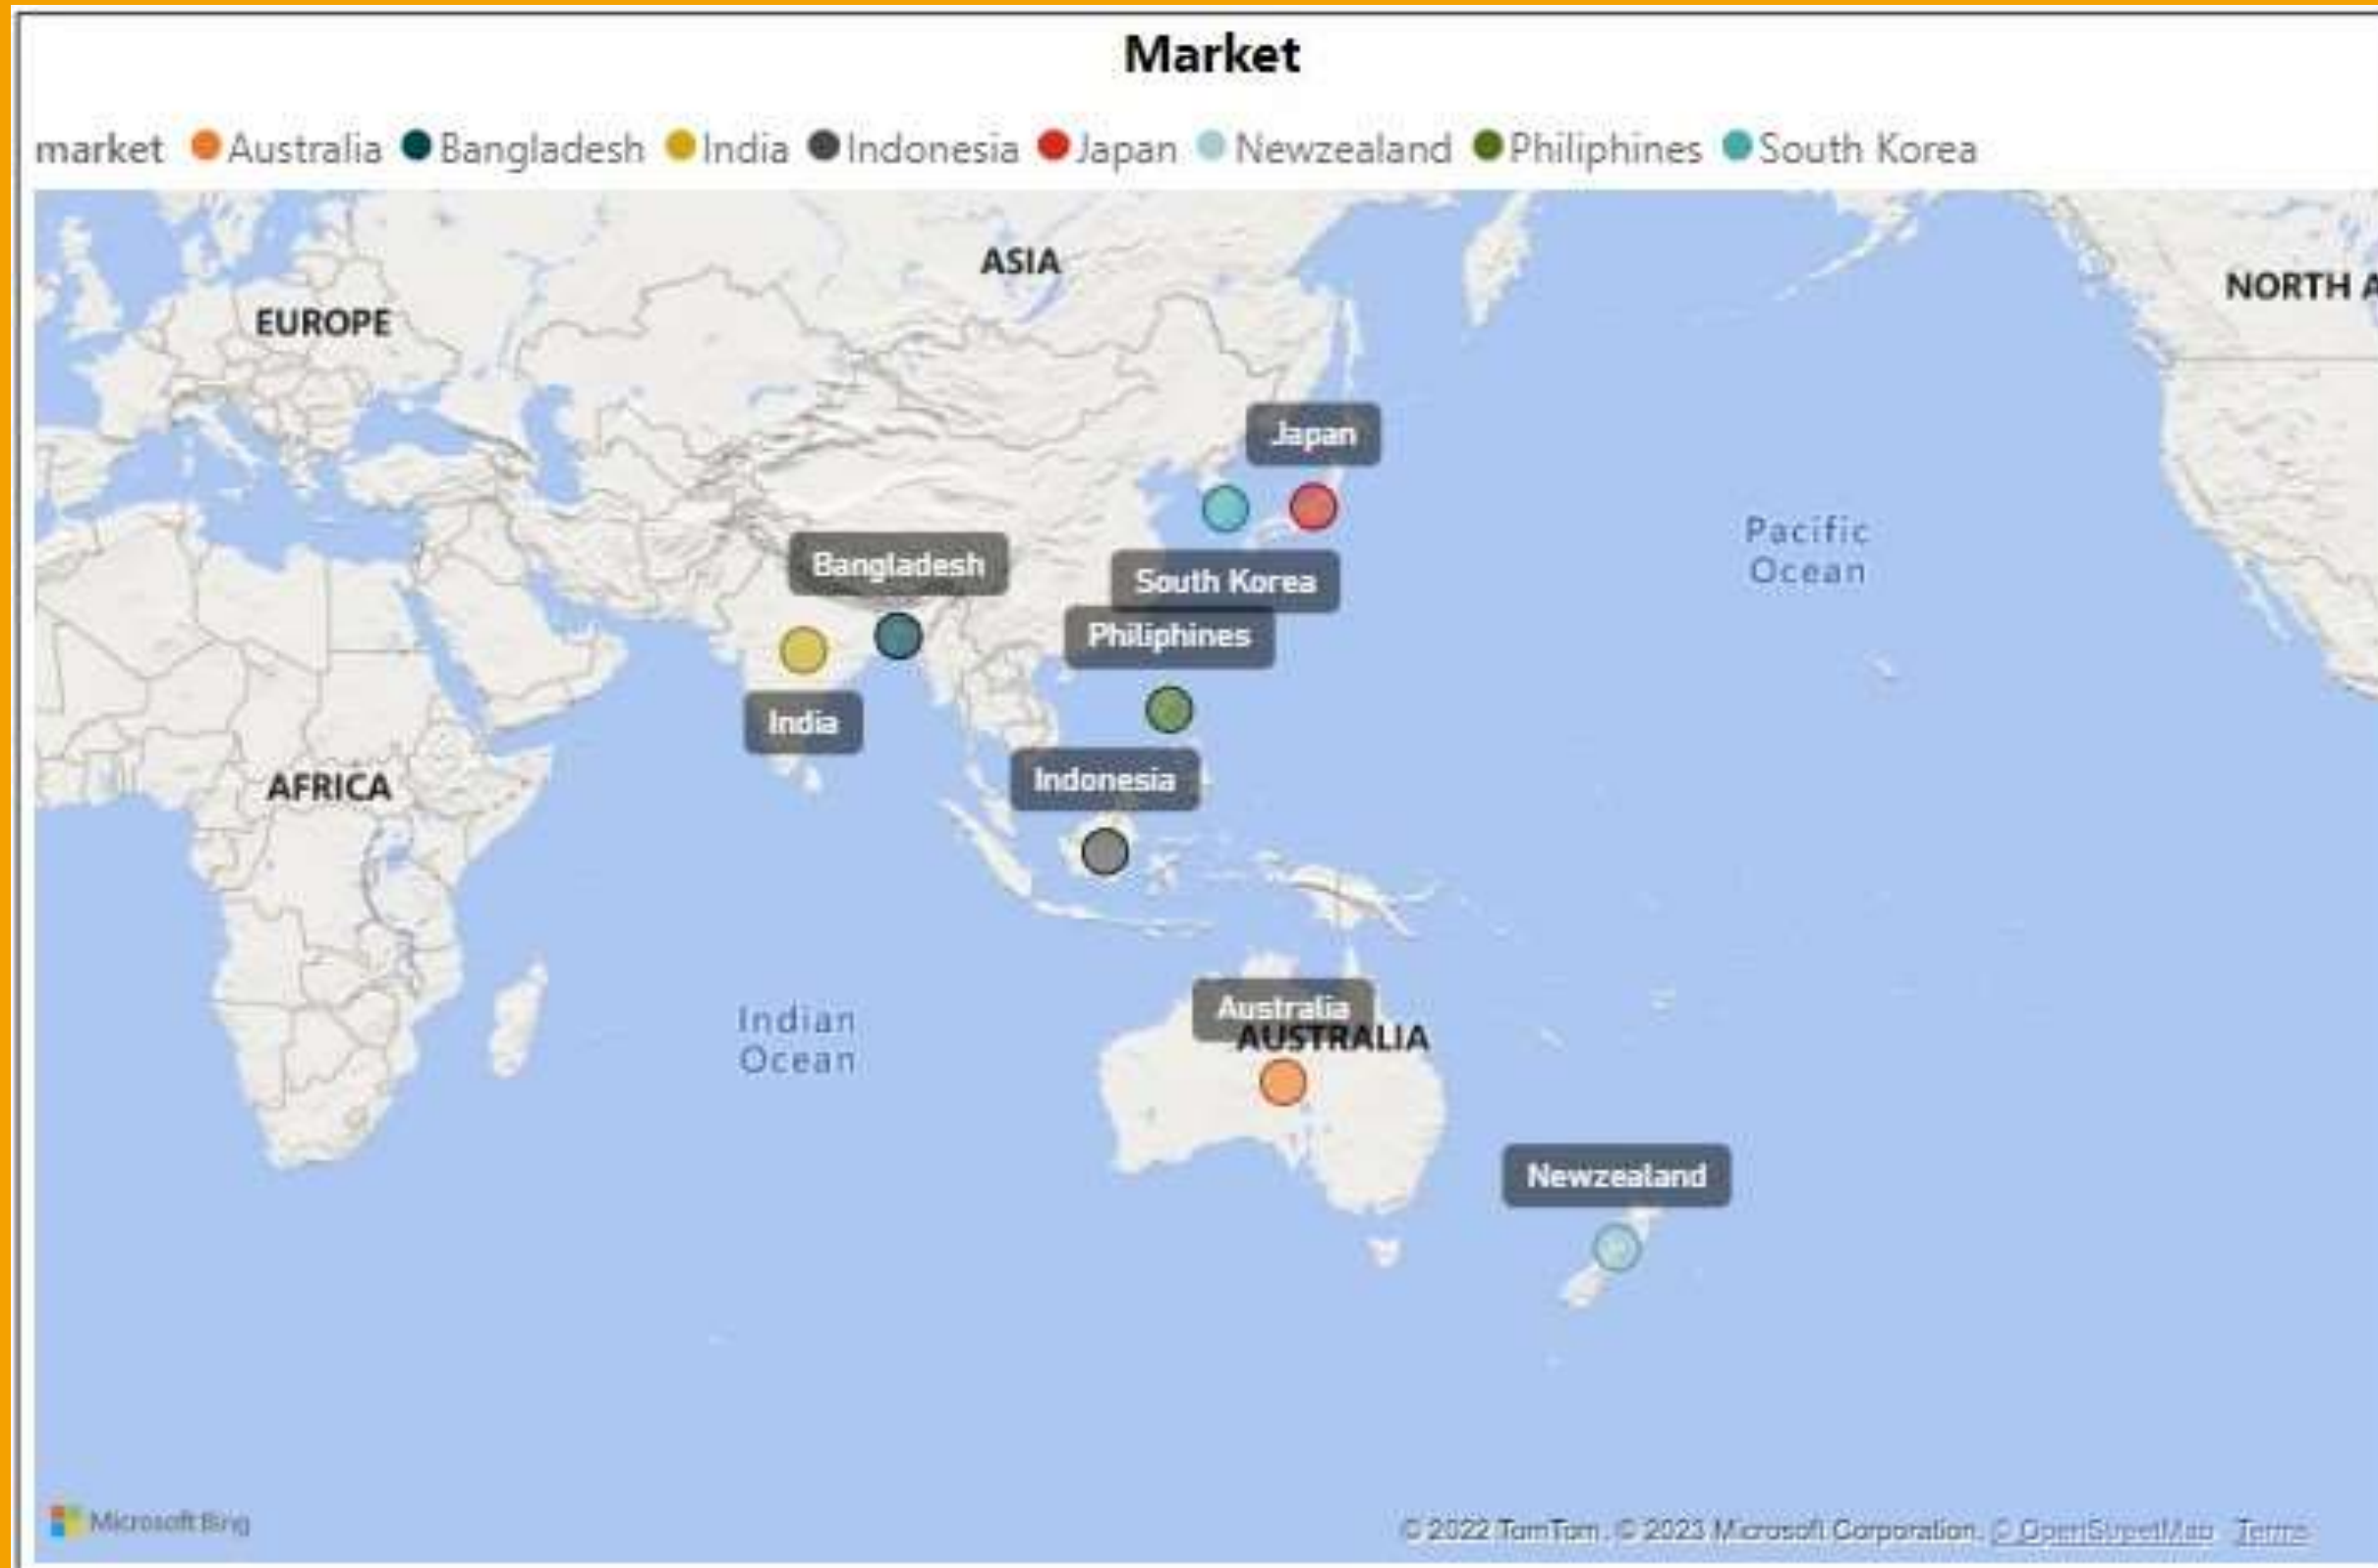 Market
market Australia Bangladesh India Indonesia Japan Newzealand Philiphines South Korea
ASIA
NORTH A
EUROPE
Japan
Pacific
Ocean
Bangladesh
South Korea
Philiphines
India
Indonesia
AFRICA
Australia
AUSTRALIA
Indian
Ocean
Newzealand
Microsoft Bing
© 2022 TomTom, © 2023 Microsoft Corporation, © OpenStreetMap Terms